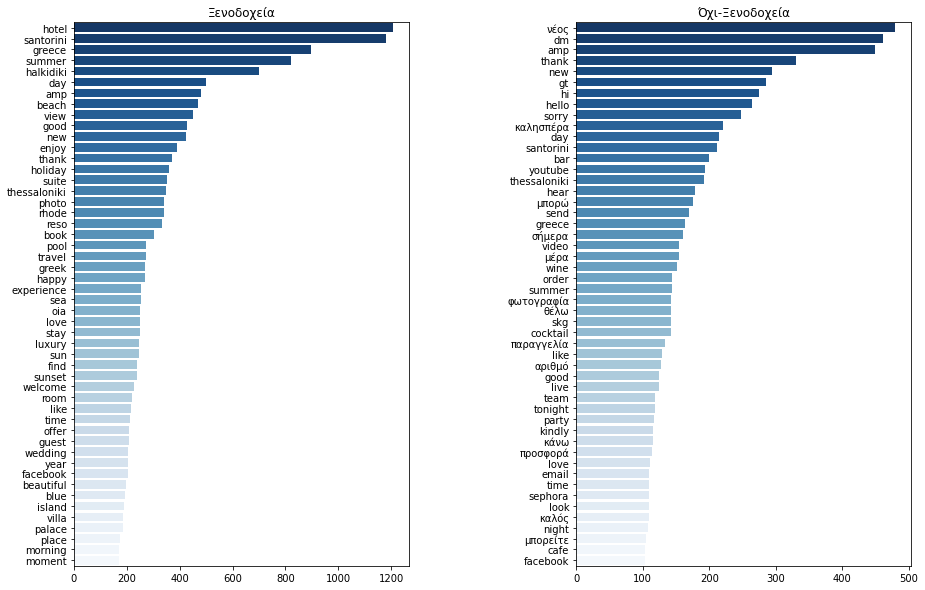 Ξενοδοχεία
hotel
santorini
greece
summer
halkidiki
day
amp
beach
view
good
new
enjoy
thank
holiday
suite
thessaloniki
photo
rhode
reso
book
pool
travel
greek
happy
experience
sea
oia
love
stay
luxury
sun
find
sunset
welcome
room
like
time
offer
guest
wedding
year
facebook
beautiful
blue
island
villa
palace
place
morning
moment
0 200 400 600 800 1000 1200
Όχι-Ξενοδοχεία
νέος
dm
amp
thank
new
gt
hi
hello
sorry
καλησπέρα
day
santorini
bar
youtube
thessaloniki
hear
μπορώ
send
greece
σήμερα
video
μέρα
wine
order
summer
φωτογραφία
θέλω
skg
cocktail
παραγγελία
like
αριθμό
good
live
team
tonight
party
kindly
κάνω
προσφορά
love
email
time
sephora
look
καλός
night
μπορείτε
cafe
facebook
0 100 200 300 400 500